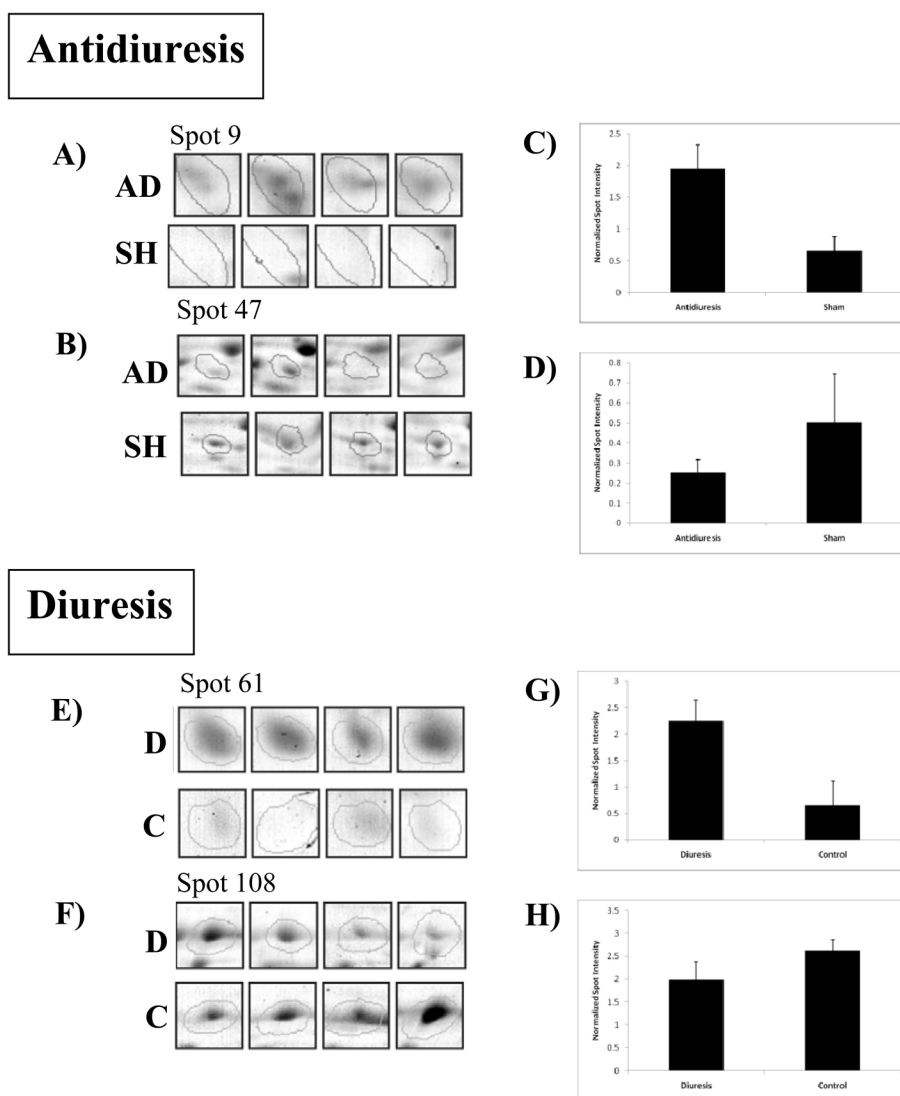 Antidiuresis
Spot 9
A)
AD
SH
Spot 47
B)
AD
SH
C)
Normalized Spot Intensity
2.5
2
1.5
1
0.5
0
Antidiuresis Sham
D)
Normalized Spot Intensity
0.8
0.7
0.6
0.5
0.4
0.3
0.2
0.1
0
Antidiuresis Sham
Diuresis
Spot 61
E)
D
C
Spot 108
F)
D
C
G)
Normalized Spot Intensity
3
2.5
2
1.5
1
0.5
0
Diuresis Control
H)
Normalized Spot Intensity
3.5
3
2.5
2
1.5
1
0.5
0
Diuresis Control